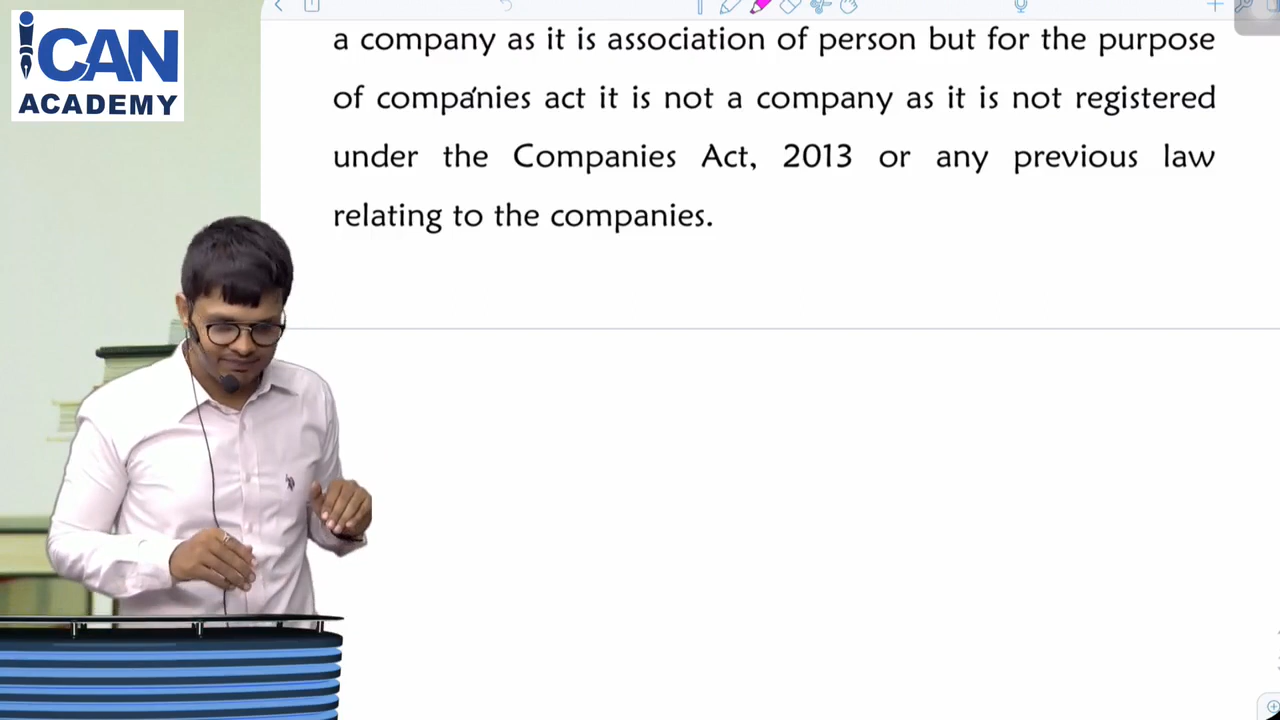 iCAN
ACADEMY
a company as it is association of person but for the purpose
of companies act it is not a company as it is not registered
under the Companies Act, 2013 or any previous law
relating to the companies.